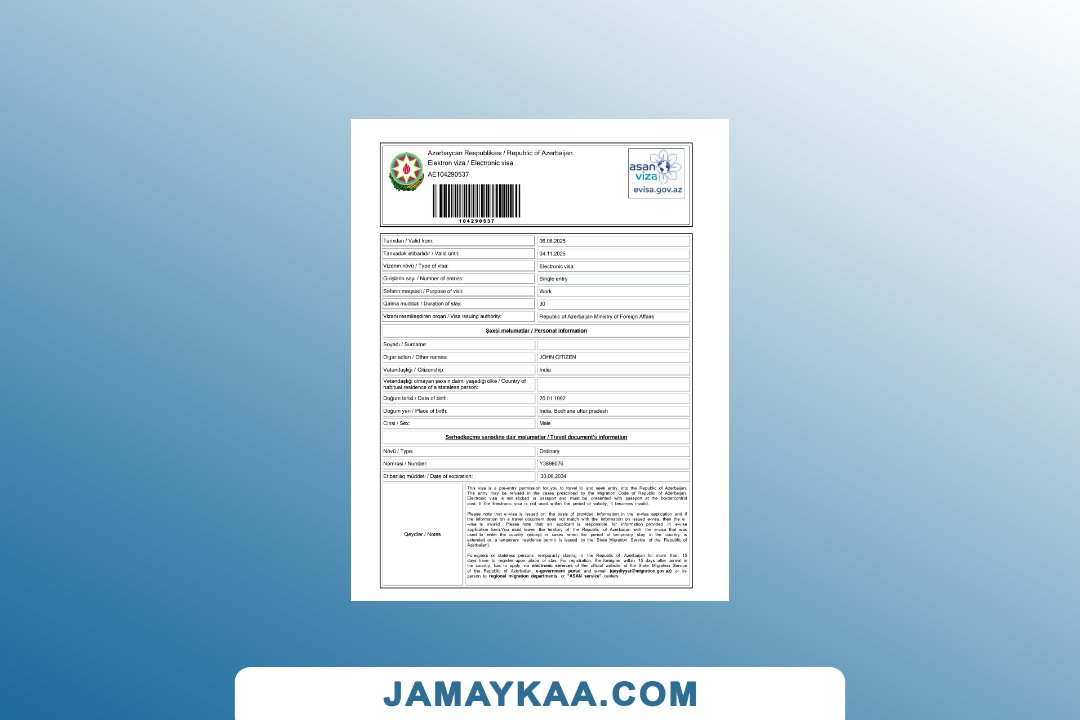 Azərbaycan Respublikası / Republic of Azerbaijan
Elektron viza / Electronic visa
AE104290537
104290537
asan
viza
evisa.gov.az
Tarixdən / Valid from: 06.08.2025
Tarixədək etibarlıdır / Valid until: 04.11.2025
Vizanın növü / Type of visa: Electronic visa
Girişlərin sayı / Number of entries: Single entry
Səfərin məqsədi / Purpose of visit: Work
Qalma müddəti / Duration of stay: 30
Vizanı rəsmiləşdirən orqan / Visa issuing authority: Republic of Azerbaijan Ministry of Foreign Affairs
Şəxsi məlumatlar / Personal information
Soyadı / Surname:
Digər adları / Other names: JOHN CITIZEN
Vətəndaşlığı / Citizenship: India
Vətəndaşlığı olmayan şəxsin daimi yaşadığı ölkə / Country of
habitual residence of a stateless person:
Doğum tarixi / Date of birth: 20.01.1992
Doğum yeri / Place of birth: India, Budhana uttar pradesh
Cinsi / Sex: Male
Sərhədkeçmə sənədinə dair məlumatlar / Travel document's information
Növü / Type: Ordinary
Nömrəsi / Number:
Etibarlılıq müddəti / Date of expiration: 30.06.2034
Qeydlər / Notes
This visa is a pre-entry permission for you to travel to and seek entry, into the Republic of Azerbaijan.
The entry may be refused in the cases prescribed by the Migration Code of Republic of Azerbaijan.
Electronic visa is not sticked in passport and must be presented with passport at the bordercontrol
post. If the Electronic visa is not used within the period of validity, it becomes invalid.
Please note that e-visa is issued on the basis of provided information in the e-visa application and if
the information on a travel document does not match with the information on issued e-visa, then the e-
-visa is invalid. Please note that an applicant is responsible for information provided in e-visa
application form.You must leave the territory of the Republic of Azerbaijan with the e-visa that was
used to enter the country (except in cases when the period of temporary stay in the country is
extended or a temporary residence permit is issued by the State Migration Service of the Republic of
Azerbaijan).
Foreigners or stateless persons temporarily staying in the Republic of Azerbaijan for more than 15
days have to register upon place of stay. For registration, the foreigner within 15 days after arrival in
the country, has to apply via electronic services of the official website of the State Migration Service
of the Republic of Azerbaijan, e-government portal and e-mail (qeydiyyat@migration.gov.az) or in-
person to regional migration departments or "ASAN service" centers.
JAMAYKAA.COM